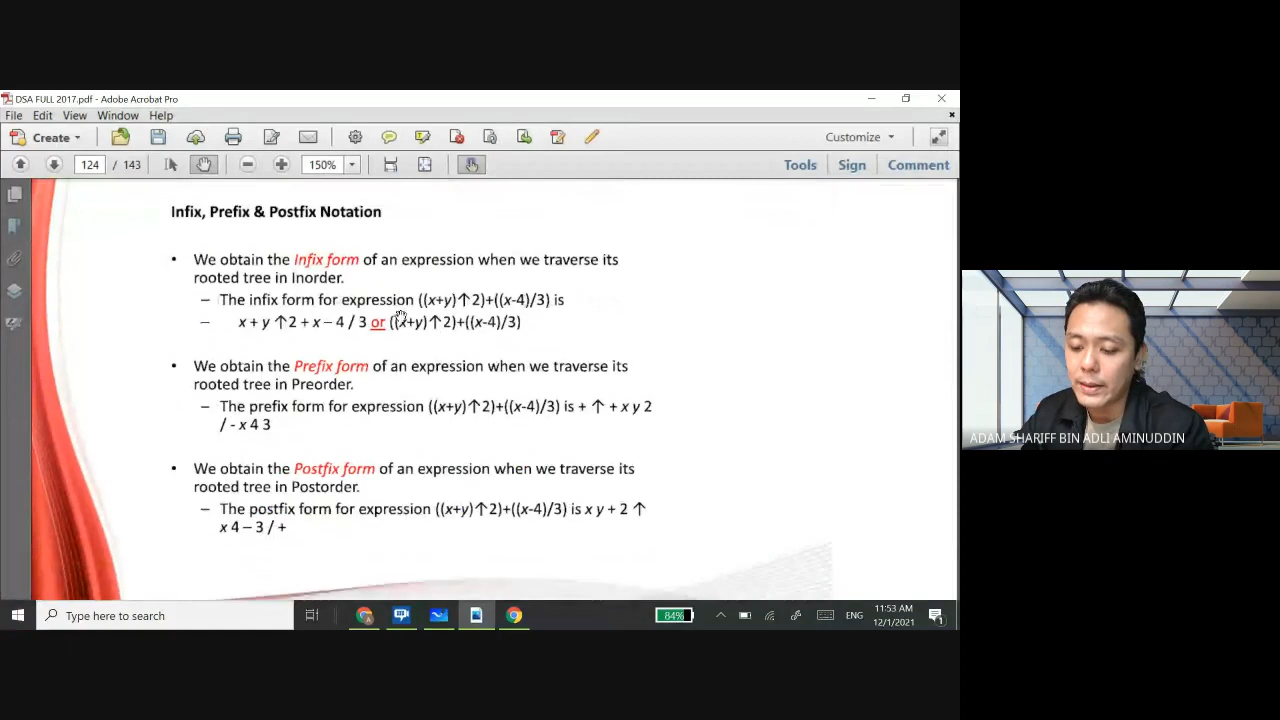 DSA FULL 2017.pdf - Adobe Acrobat Pro
File Edit View Window Help
Create Customize
124 / 143 150% Tools Sign Comment
Infix, Prefix & Postfix Notation
• We obtain the Infix form of an expression when we traverse its
rooted tree in Inorder.
– The infix form for expression ((x+y)↑2)+((x-4)/3) is
– x + y ↑2 + x – 4 / 3 or ((x+y)↑2)+((x-4)/3)
• We obtain the Prefix form of an expression when we traverse its
rooted tree in Preorder.
– The prefix form for expression ((x+y)↑2)+((x-4)/3) is + ↑ + x y 2
/ - x 4 3
• We obtain the Postfix form of an expression when we traverse its
rooted tree in Postorder.
– The postfix form for expression ((x+y)↑2)+((x-4)/3) is x y + 2 ↑
x 4 – 3 / +
ADAM SHARIFF BIN ADLI AMINUDDIN
Type here to search
84%
ENG
11:53 AM
12/1/2021
1